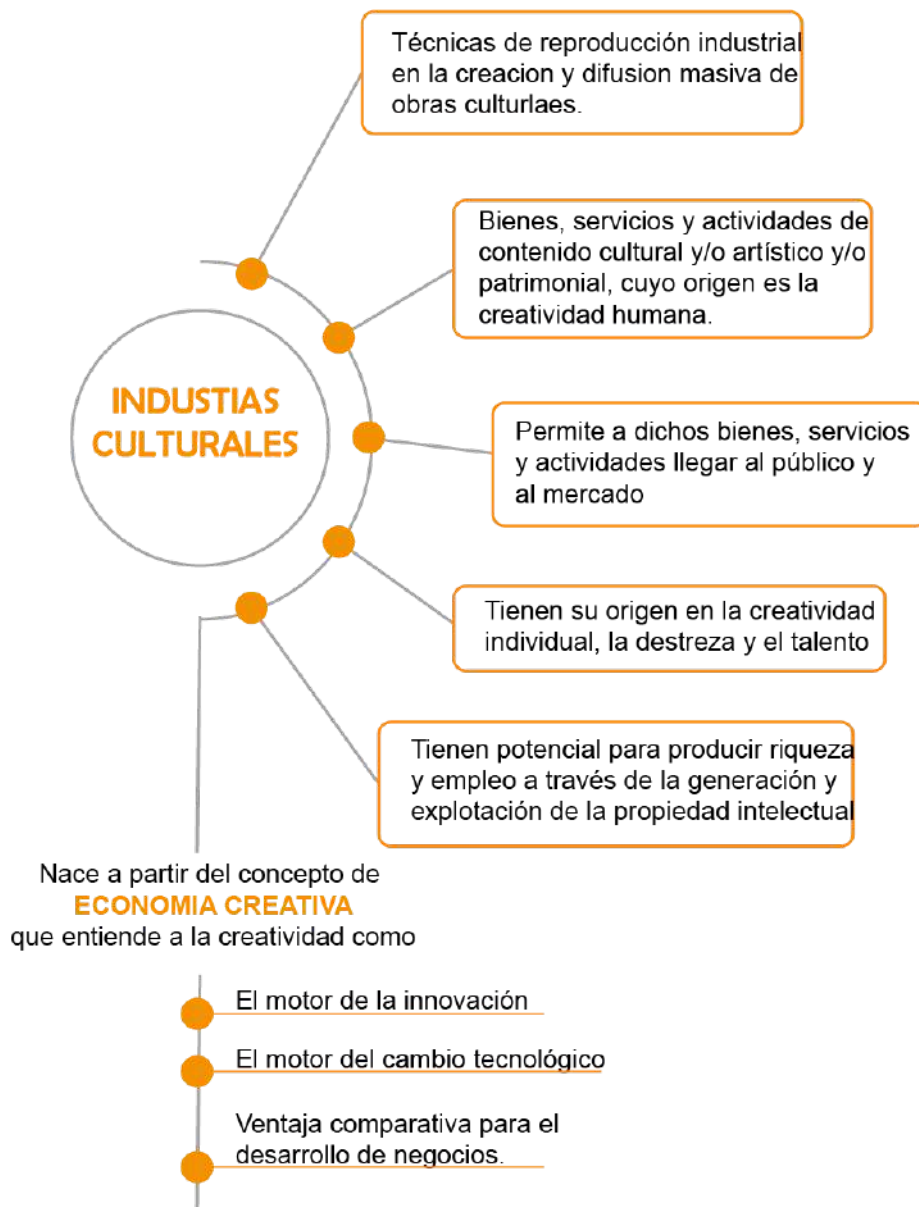 Técnicas de reproducción industrial
en la creacion y difusion masiva de
obras culturlaes.
Bienes, servicios y actividades de
contenido cultural y/o artístico y/o
patrimonial, cuyo origen es la
creatividad humana.
INDUSTIAS
CULTURALES
Permite a dichos bienes, servicios
y actividades llegar al público y
al mercado
Tienen su origen en la creatividad
individual, la destreza y el talento
Tienen potencial para producir riqueza
y empleo a través de la generación y
explotación de la propiedad intelectual
Nace a partir del concepto de
ECONOMIA CREATIVA
que entiende a la creatividad como
El motor de la innovación
El motor del cambio tecnológico
Ventaja comparativa para el
desarrollo de negocios.